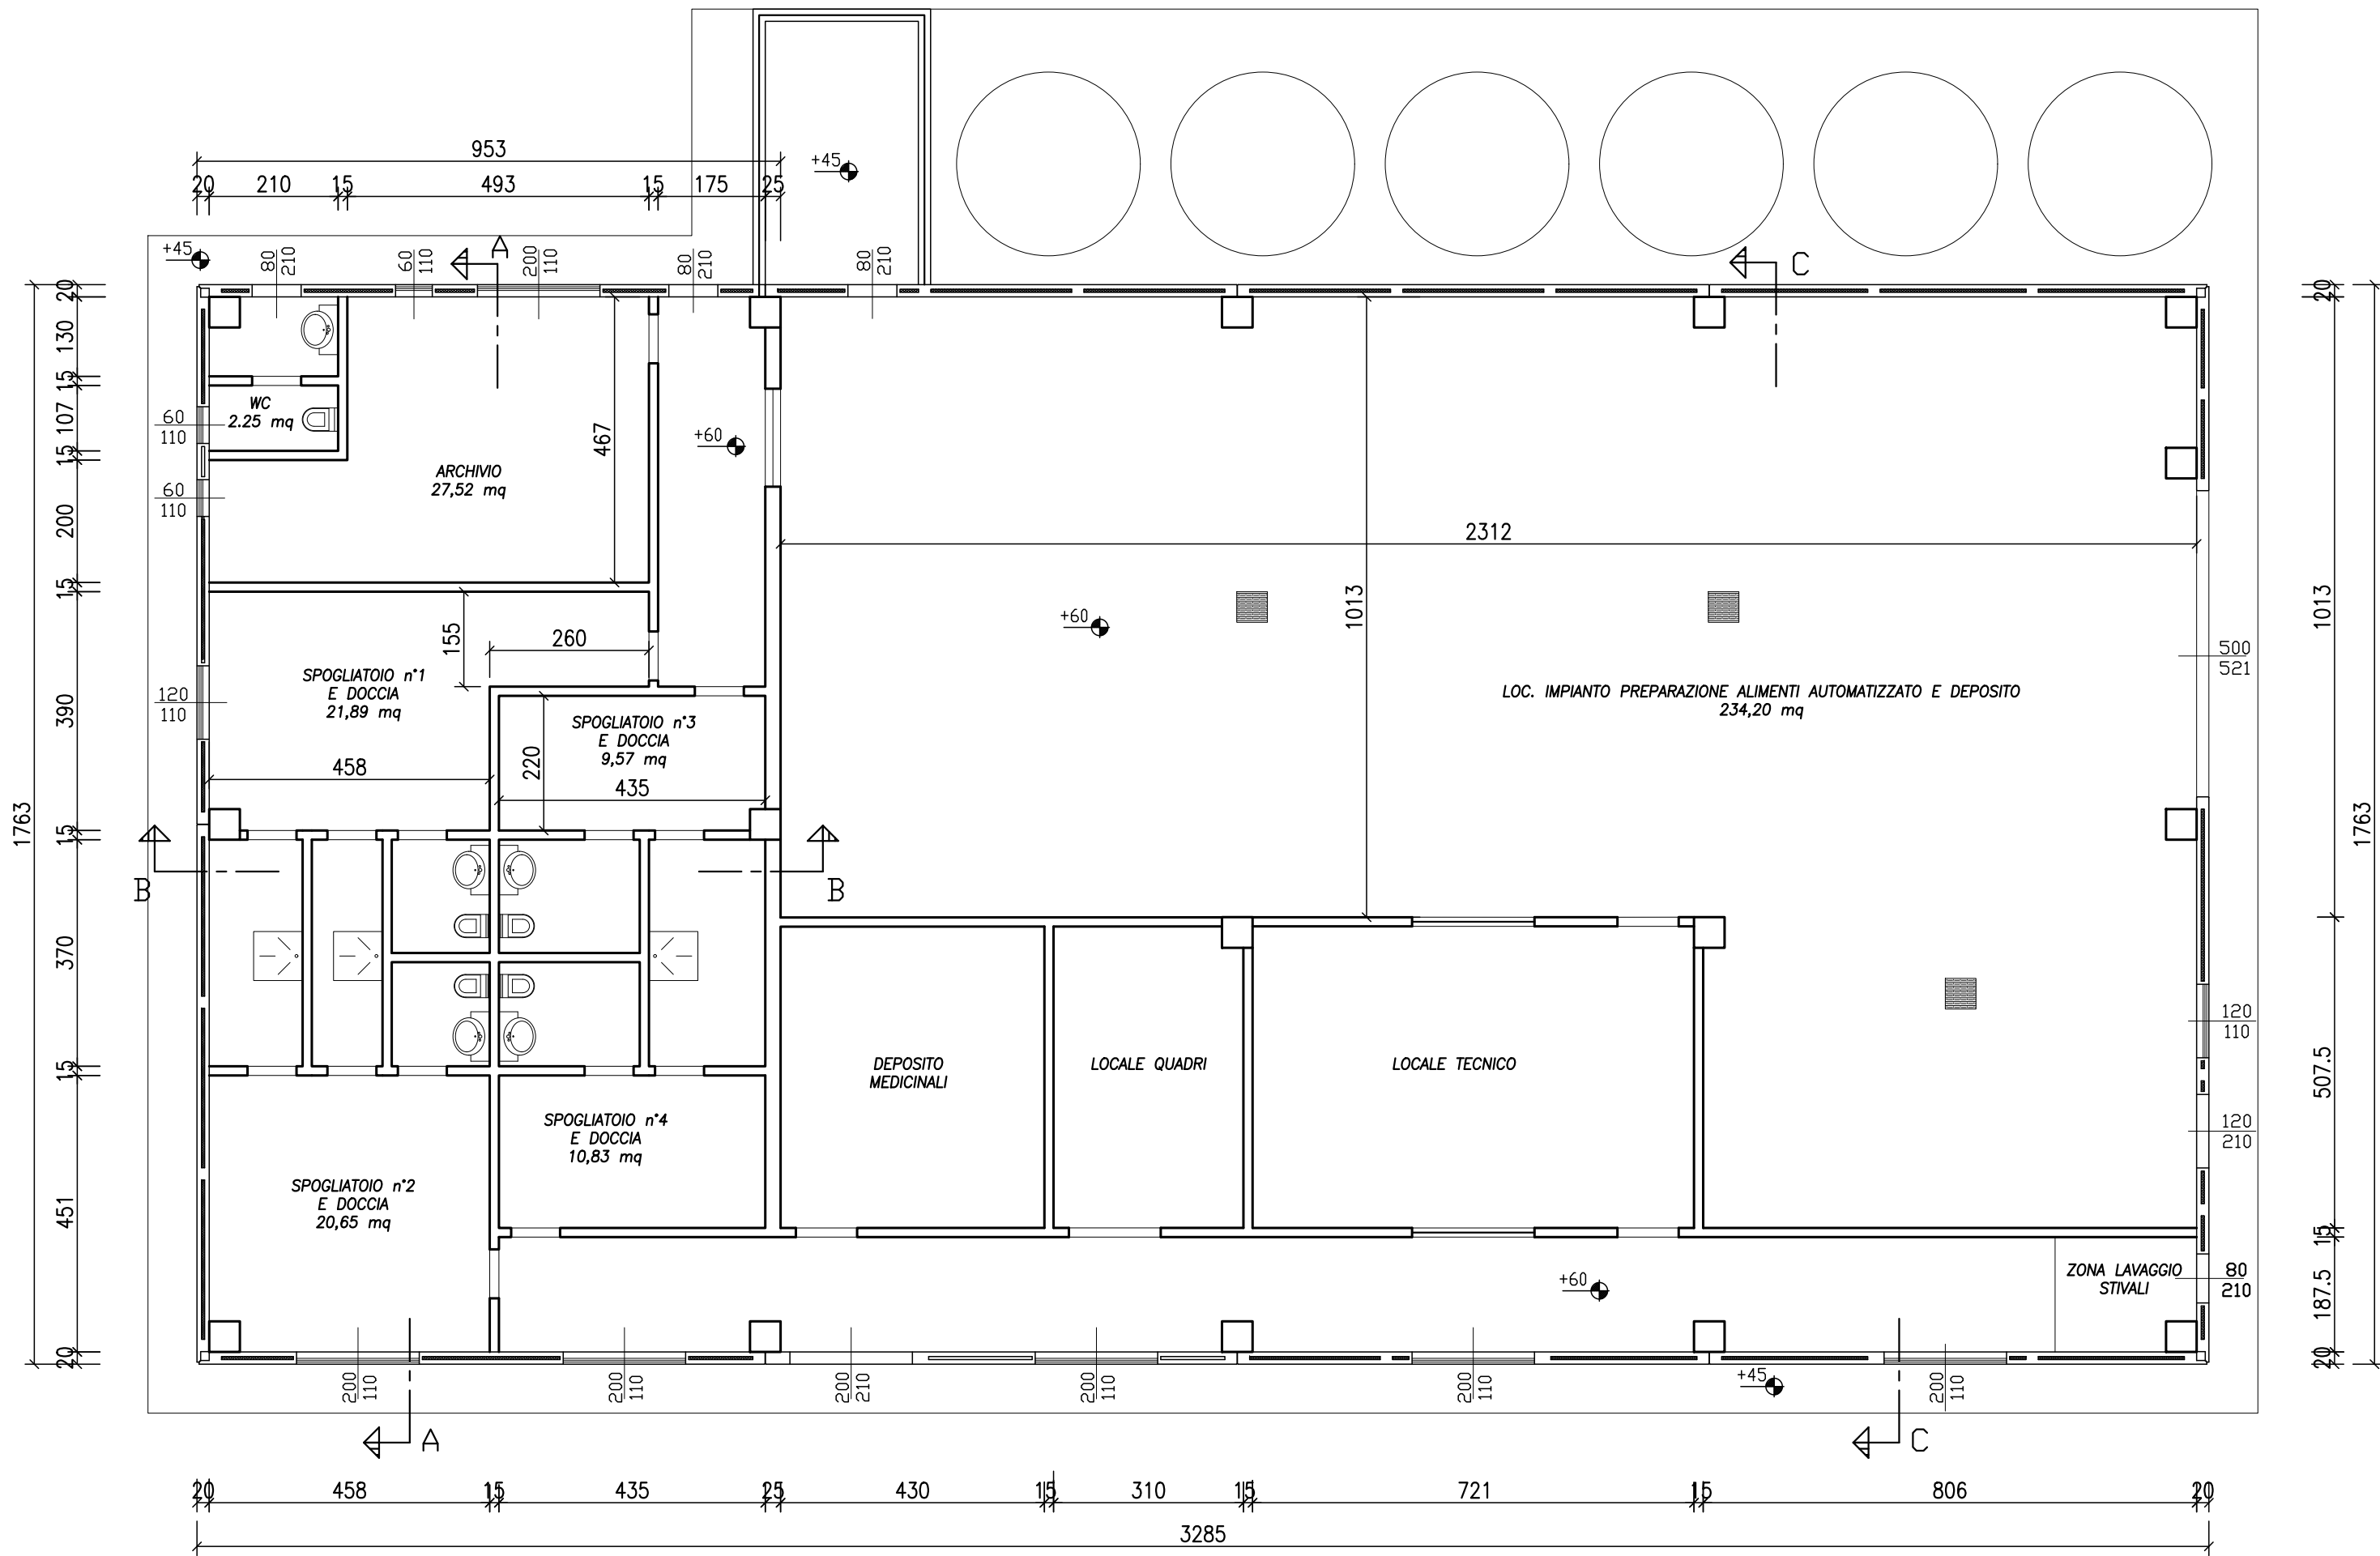 953
20 210 15 493 15 175 25
+45
+45
80
210
60
110
A
200
110
80
210
80
210
C
20
130
15
107
15
200
15
390
15
370
15
451
20
1763
WC
2.25 mq
60
110
60
110
120
110
ARCHIVIO
27,52 mq
467
+60
2312
1013
+60
155
260
SPOGLIATOIO n°1
E DOCCIA
21,89 mq
458
SPOGLIATOIO n°3
E DOCCIA
9,57 mq
220
435
LOC. IMPIANTO PREPARAZIONE ALIMENTI AUTOMATIZZATO E DEPOSITO
234,20 mq
500
521
B
B
DEPOSITO
MEDICINALI
LOCALE QUADRI
LOCALE TECNICO
120
110
120
210
SPOGLIATOIO n°4
E DOCCIA
10,83 mq
SPOGLIATOIO n°2
E DOCCIA
20,65 mq
+60
ZONA LAVAGGIO
STIVALI
80
210
20
1013
507.5
15
187.5
20
1763
200
110
200
110
200
210
200
110
200
110
+45
200
110
A
C
20 458 15 435 25 430 15 310 15 721 15 806 20
3285